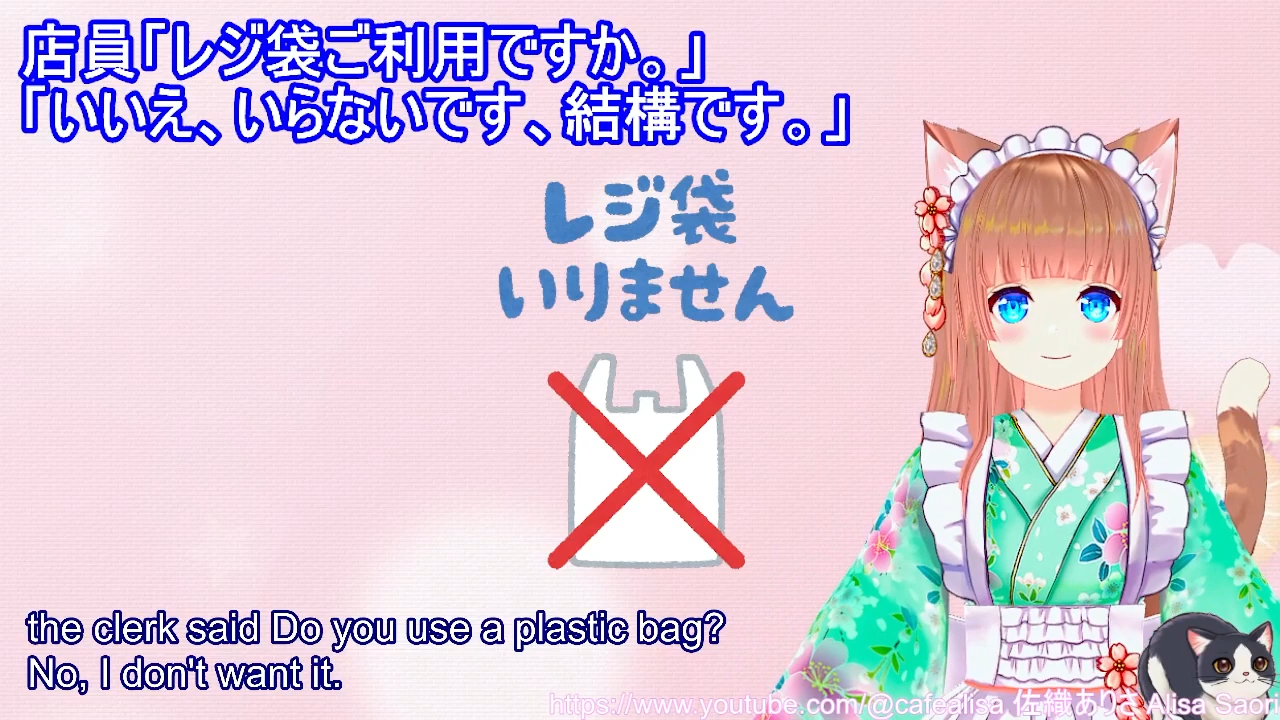 店員「レジ袋ご利用ですか。」
「いいえ、いらないです、結構です。」
レジ袋
いりません
the clerk said Do you use a plastic bag?
No, I don't want it.
https://www.youtube.com/@cafealisa 佐織ありさ Alisa Saori